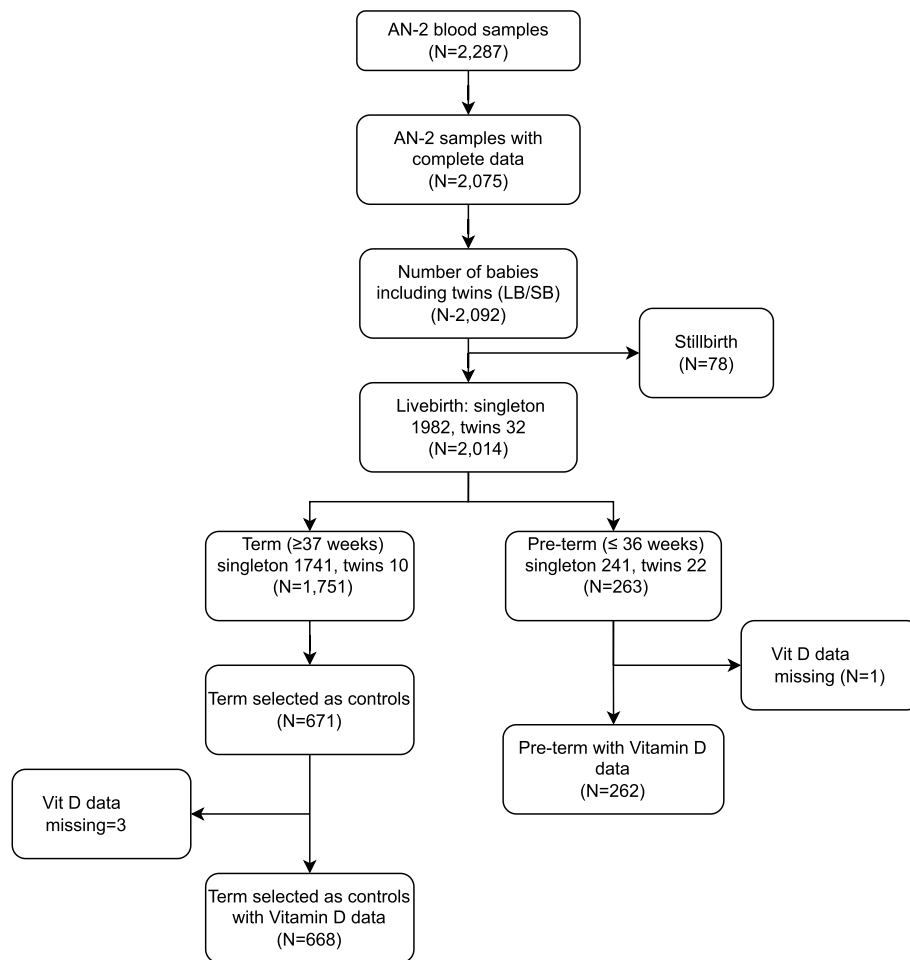 AN-2 blood samples
(N=2,287)
AN-2 samples with
complete data
(N=2,075)
Number of babies
including twins (LB/SB)
(N-2,092)
Stillbirth
(N=78)
Livebirth: singleton
1982, twins 32
(N=2,014)
Term (≥37 weeks)
singleton 1741, twins 10
(N=1,751)
Pre-term (≤ 36 weeks)
singleton 241, twins 22
(N=263)
Vit D data
missing (N=1)
Term selected as controls
(N=671)
Pre-term with Vitamin D
data
(N=262)
Vit D data
missing=3
Term selected as controls
with Vitamin D data
(N=668)